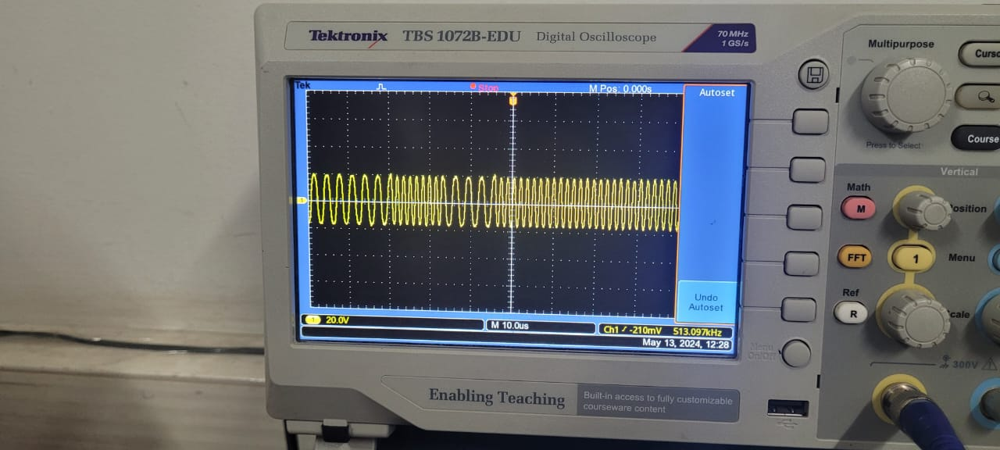 Tektronix TBS 1072B-EDU Digital Oscilloscope
70 MHz
1 GS/s
Multipurpose
Press to Select
Course
Tek Stop M Pos: 0.000s
Autoset
1
Undo
Autoset
1 20.0V M 10.0us Ch1 / -210mV 513.097kHz
May 13, 2024, 12:28
Vertical
Math
M
FFT
1
Menu
Ref
R
Menu
On/Off
300V
Enabling Teaching
Built-in access to fully customizable
courseware content